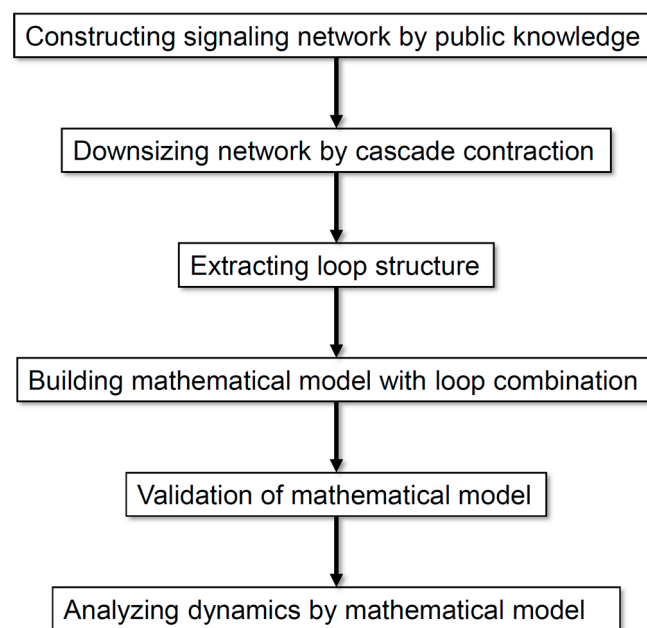 Constructing signaling network by public knowledge
Downsizing network by cascade contraction
Extracting loop structure
Building mathematical model with loop combination
Validation of mathematical model
Analyzing dynamics by mathematical model